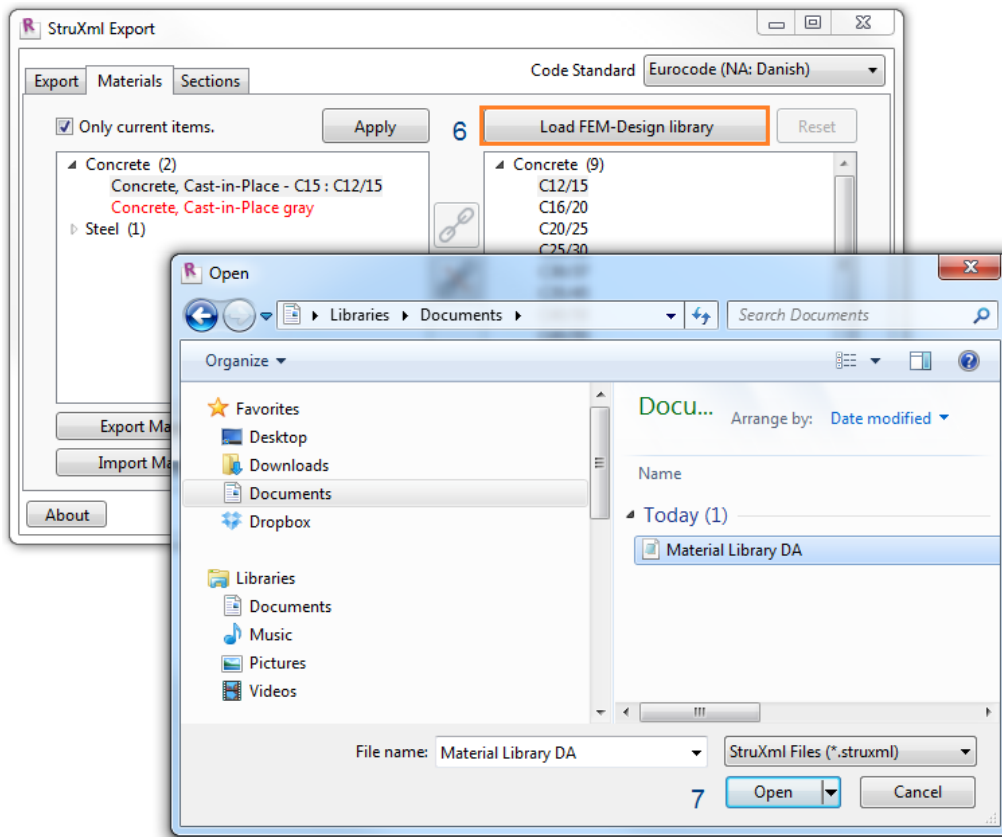 StruXml Export
Export Materials Sections
Code Standard Eurocode (NA: Danish)
Only current items. Apply 6 Load FEM-Design library Reset
Concrete (2)
Concrete, Cast-in-Place - C15 : C12/15
Concrete, Cast-in-Place gray
Steel (1)
Concrete (9)
C12/15
C16/20
C20/25
C25/30
Export Ma
Import Ma
About
Open
Libraries Documents Search Documents
Organize
Favorites
Desktop
Downloads
Documents
Dropbox
Libraries
Documents
Music
Pictures
Videos
Docu... Arrange by: Date modified
Name
Today (1)
Material Library DA
File name: Material Library DA StruXml Files (*.struxml)
7 Open Cancel